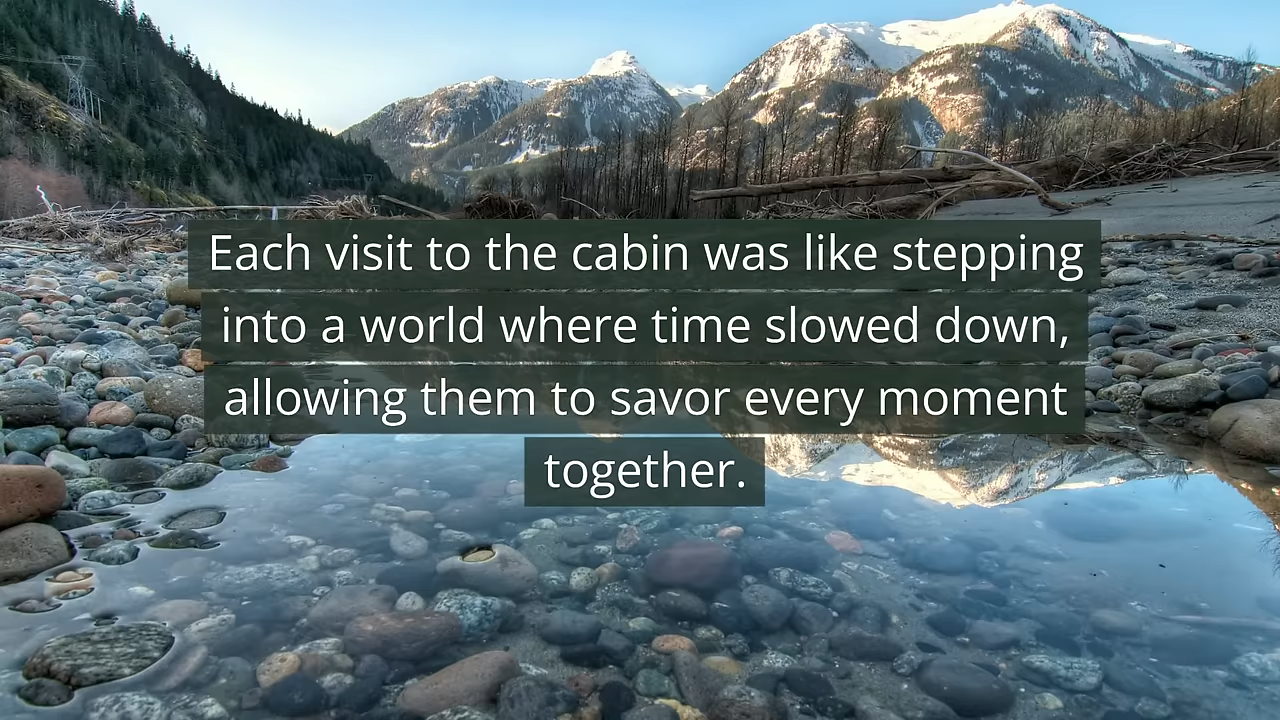 Each visit to the cabin was like stepping
into a world where time slowed down,
allowing them to savor every moment
together.